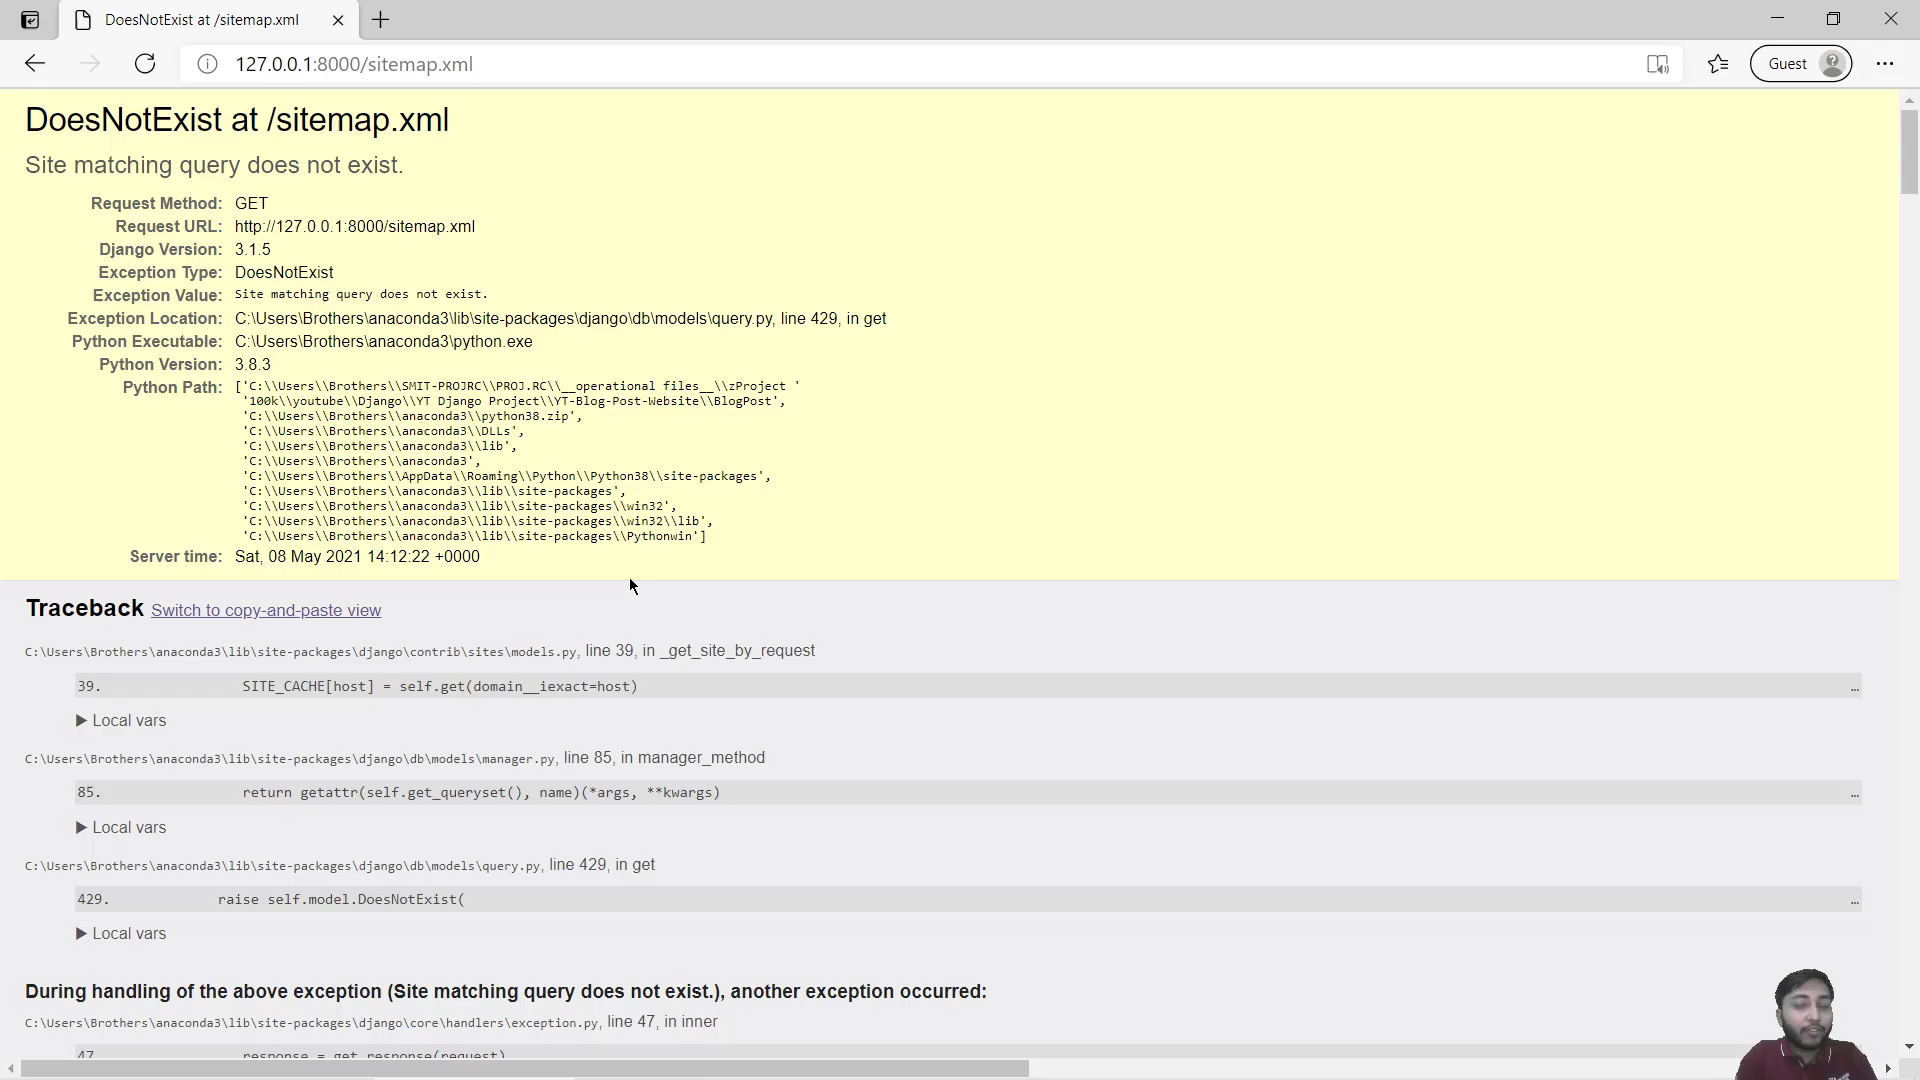 DoesNotExist at /sitemap.xml
Guest
127.0.0.1:8000/sitemap.xml
DoesNotExist at /sitemap.xml
Site matching query does not exist.
Request Method: GET
Request URL: http://127.0.0.1:8000/sitemap.xml
Django Version: 3.1.5
Exception Type: DoesNotExist
Exception Value: Site matching query does not exist.
Exception Location: C:\Users\Brothers\anaconda3\lib\site-packages\django\db\models\query.py, line 429, in get
Python Executable: C:\Users\Brothers\anaconda3\python.exe
Python Version: 3.8.3
Python Path: ['C:\\Users\\Brothers\\SMIT-PROJRC\\PROJ.RC\\__operational files__\\zProject '
'100k\\youtube\\Django\\YT Django Project\\YT-Blog-Post-Website\\BlogPost',
'C:\\Users\\Brothers\\anaconda3\\python38.zip',
'C:\\Users\\Brothers\\anaconda3\\DLLs',
'C:\\Users\\Brothers\\anaconda3\\lib',
'C:\\Users\\Brothers\\anaconda3',
'C:\\Users\\Brothers\\AppData\\Roaming\\Python\\Python38\\site-packages',
'C:\\Users\\Brothers\\anaconda3\\lib\\site-packages',
'C:\\Users\\Brothers\\anaconda3\\lib\\site-packages\\win32',
'C:\\Users\\Brothers\\anaconda3\\lib\\site-packages\\win32\\lib',
'C:\\Users\\Brothers\\anaconda3\\lib\\site-packages\\Pythonwin']
Server time: Sat, 08 May 2021 14:12:22 +0000
Traceback Switch to copy-and-paste view
C:\Users\Brothers\anaconda3\lib\site-packages\django\contrib\sites\models.py, line 39, in _get_site_by_request
39. SITE_CACHE[host] = self.get(domain__iexact=host) …
▶ Local vars
C:\Users\Brothers\anaconda3\lib\site-packages\django\db\models\manager.py, line 85, in manager_method
85. return getattr(self.get_queryset(), name)(*args, **kwargs) …
▶ Local vars
C:\Users\Brothers\anaconda3\lib\site-packages\django\db\models\query.py, line 429, in get
429. raise self.model.DoesNotExist( …
▶ Local vars
During handling of the above exception (Site matching query does not exist.), another exception occurred:
C:\Users\Brothers\anaconda3\lib\site-packages\django\core\handlers\exception.py, line 47, in inner
47. response = get_response(request)